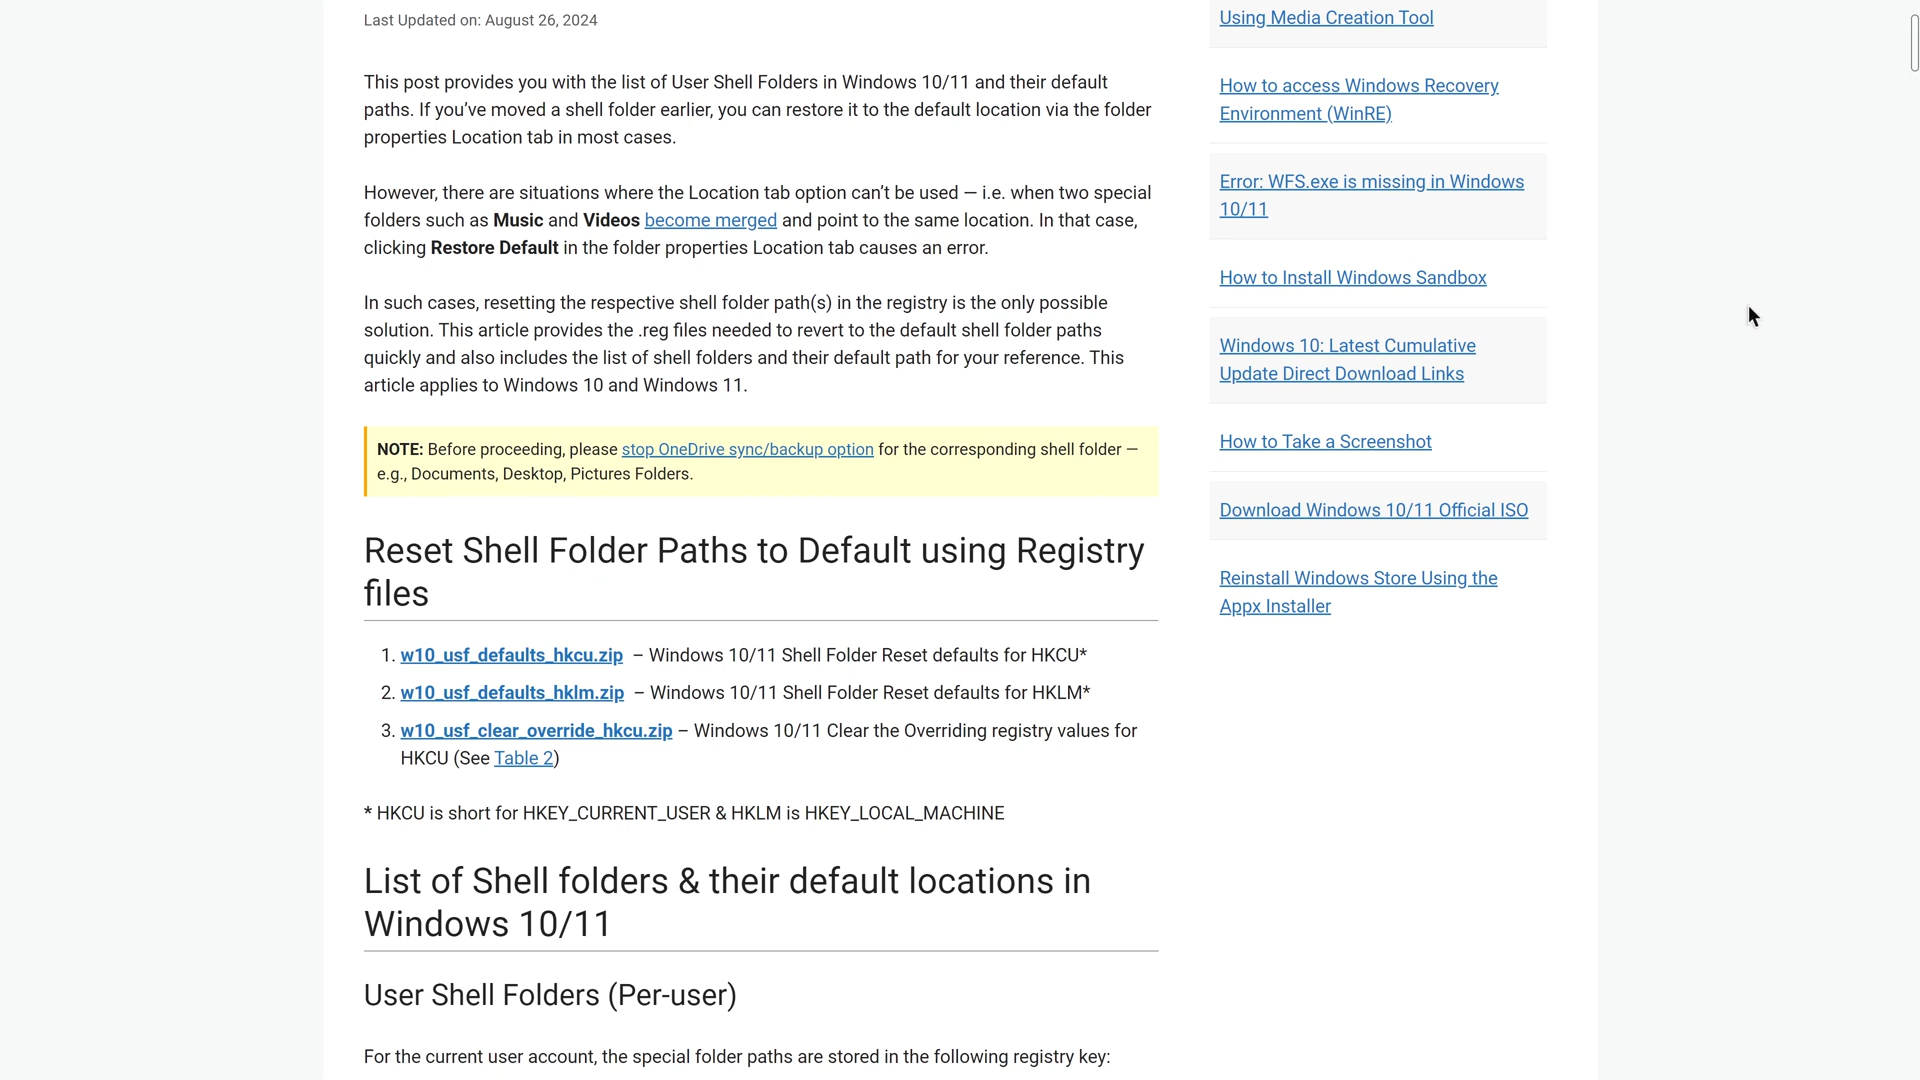 Last Updated on: August 26, 2024
This post provides you with the list of User Shell Folders in Windows 10/11 and their default
paths. If you’ve moved a shell folder earlier, you can restore it to the default location via the folder
properties Location tab in most cases.
However, there are situations where the Location tab option can’t be used — i.e. when two special
folders such as Music and Videos become merged and point to the same location. In that case,
clicking Restore Default in the folder properties Location tab causes an error.
In such cases, resetting the respective shell folder path(s) in the registry is the only possible
solution. This article provides the .reg files needed to revert to the default shell folder paths
quickly and also includes the list of shell folders and their default path for your reference. This
article applies to Windows 10 and Windows 11.
NOTE: Before proceeding, please stop OneDrive sync/backup option for the corresponding shell folder —
e.g., Documents, Desktop, Pictures Folders.
Reset Shell Folder Paths to Default using Registry
files
1. w10_usf_defaults_hkcu.zip – Windows 10/11 Shell Folder Reset defaults for HKCU*
2. w10_usf_defaults_hklm.zip – Windows 10/11 Shell Folder Reset defaults for HKLM*
3. w10_usf_clear_override_hkcu.zip – Windows 10/11 Clear the Overriding registry values for
HKCU (See Table 2)
* HKCU is short for HKEY_CURRENT_USER & HKLM is HKEY_LOCAL_MACHINE
List of Shell folders & their default locations in
Windows 10/11
User Shell Folders (Per-user)
For the current user account, the special folder paths are stored in the following registry key:
Using Media Creation Tool
How to access Windows Recovery
Environment (WinRE)
Error: WFS.exe is missing in Windows
10/11
How to Install Windows Sandbox
Windows 10: Latest Cumulative
Update Direct Download Links
How to Take a Screenshot
Download Windows 10/11 Official ISO
Reinstall Windows Store Using the
Appx Installer